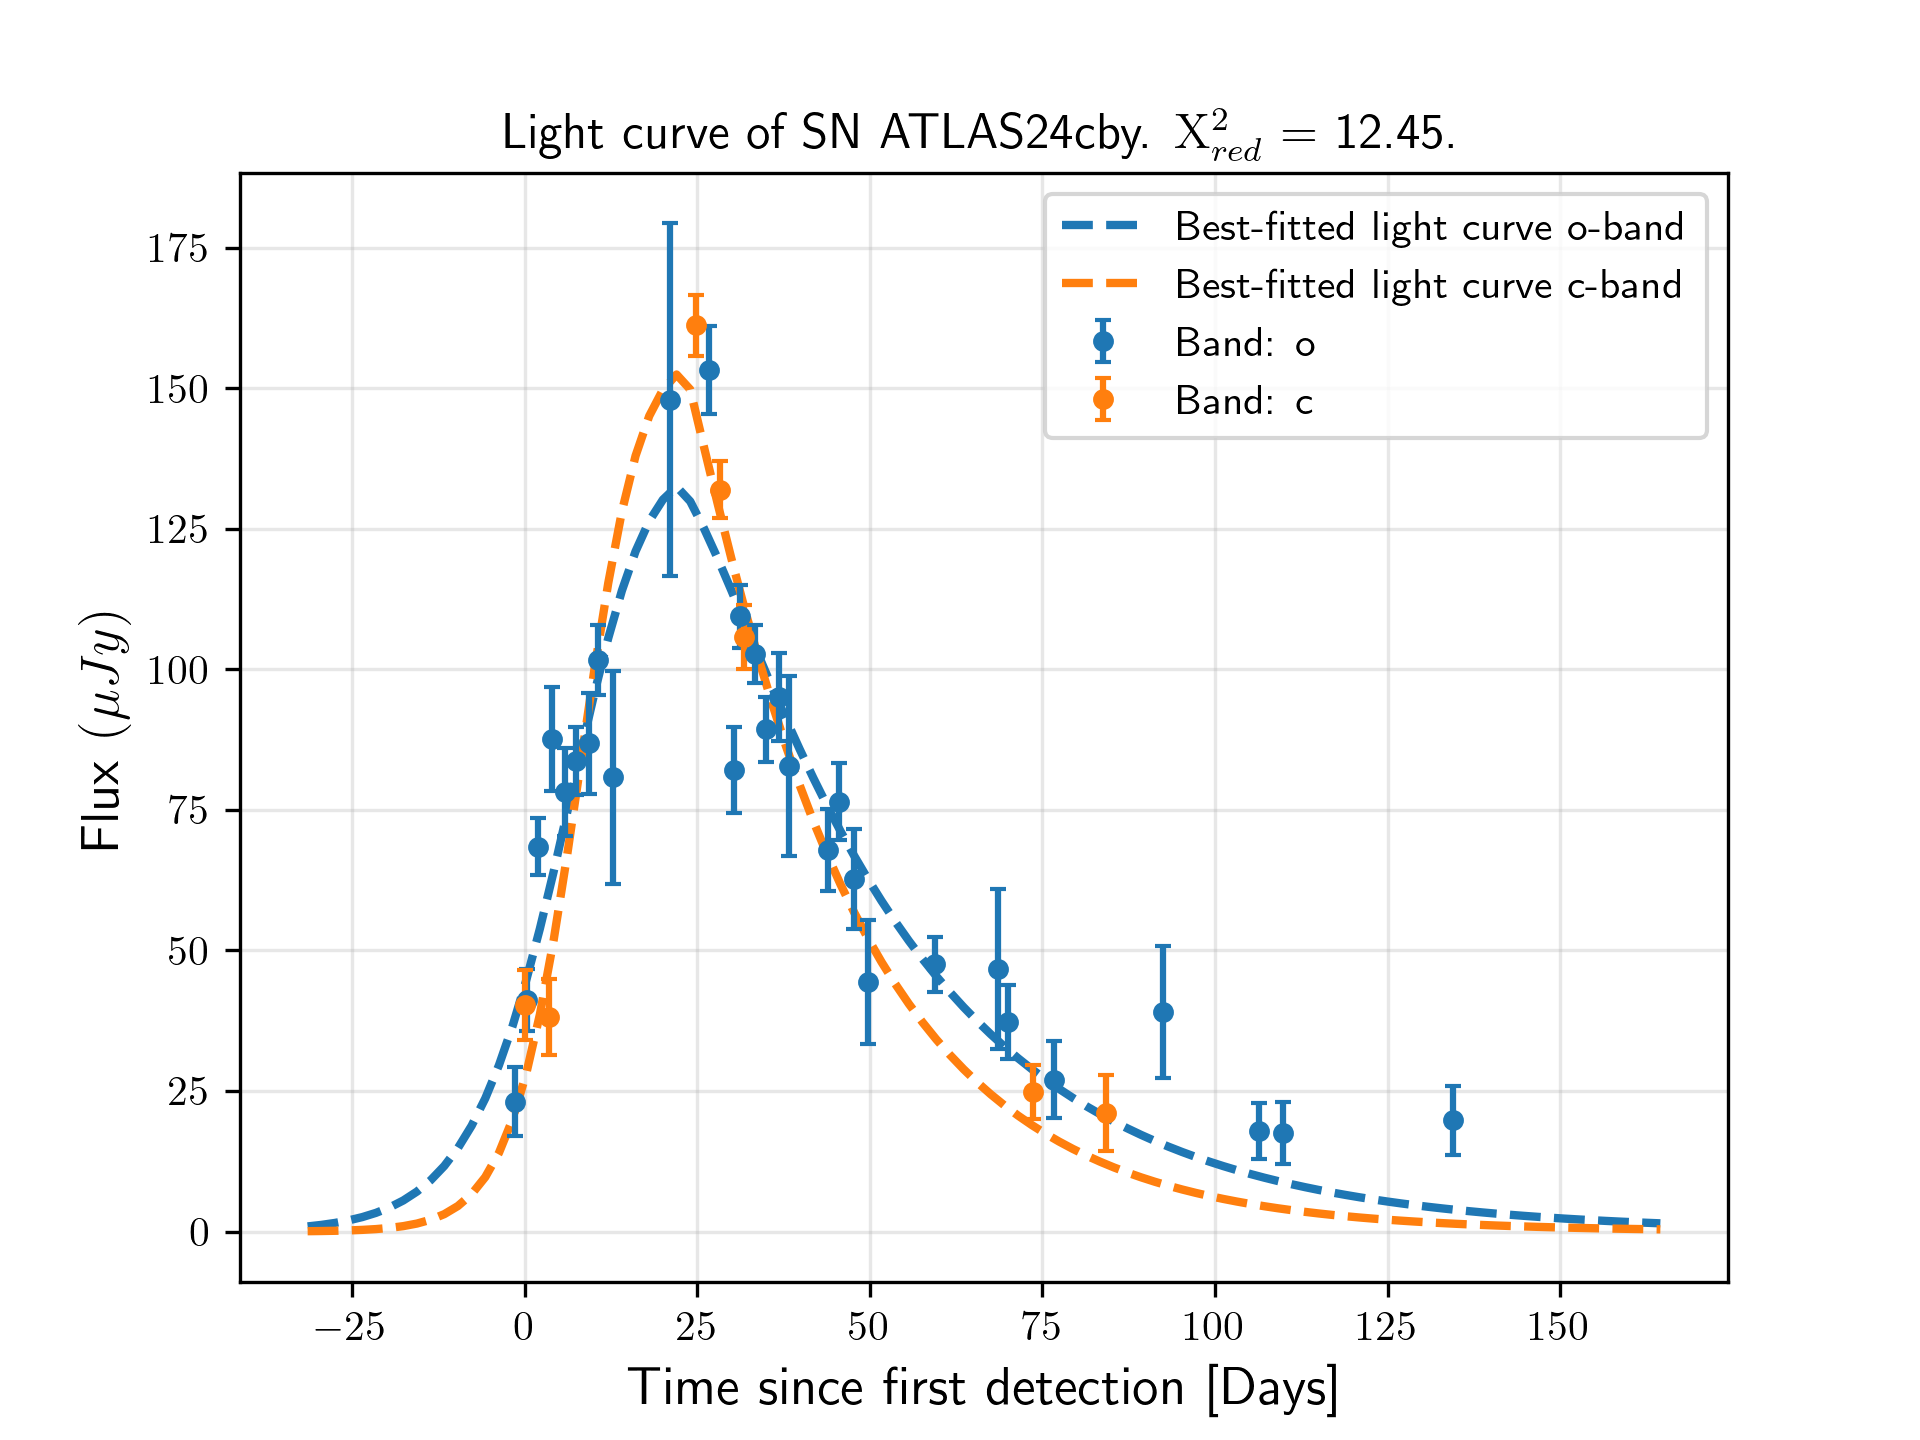 Light curve of SN ATLAS24cby. X²_red = 12.45.
Best-fitted light curve o-band
Best-fitted light curve c-band
Band: o
Band: c
175
150
125
100
75
50
25
0
Flux (μJy)
−25 0 25 50 75 100 125 150
Time since first detection [Days]